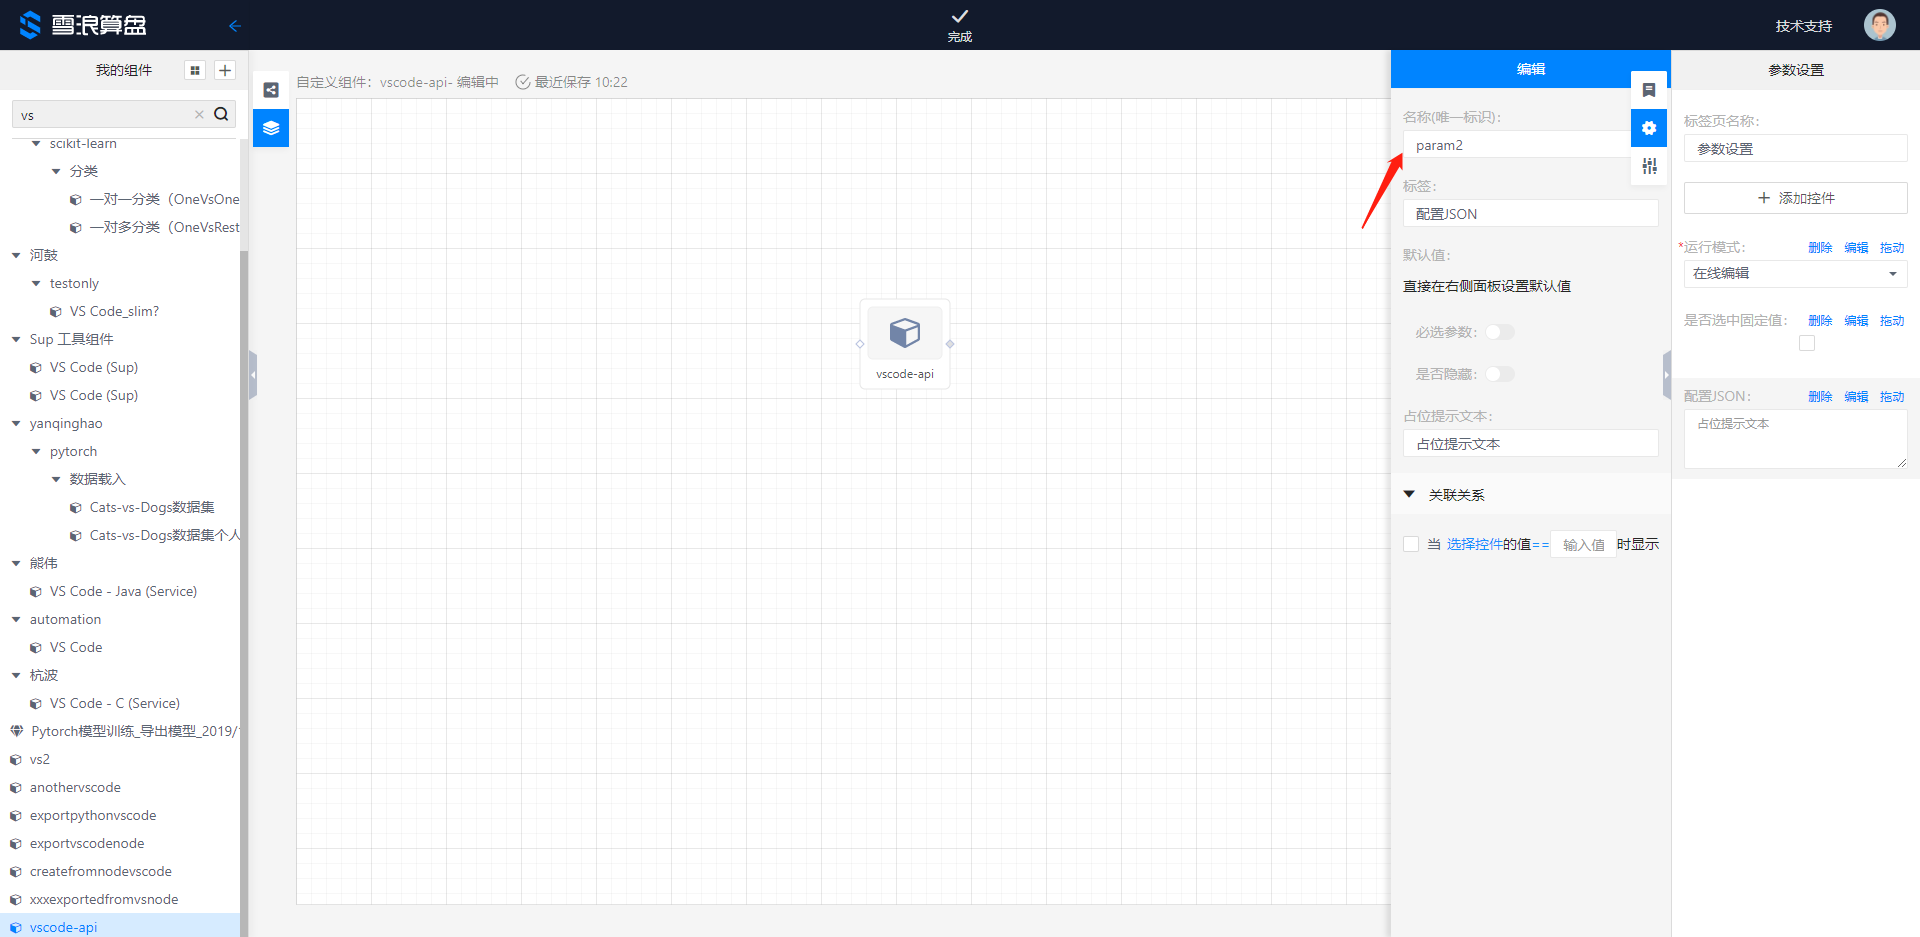 雪浪算盘
完成
技术支持
我的组件
vs
scikit-learn
分类
一对一分类（OneVsOne
一对多分类（OneVsRest
河鼓
testonly
VS Code_slim?
Sup 工具组件
VS Code (Sup)
VS Code (Sup)
yanqinghao
pytorch
数据载入
Cats-vs-Dogs数据集
Cats-vs-Dogs数据集个人
熊伟
VS Code - Java (Service)
automation
VS Code
杭波
VS Code - C (Service)
Pytorch模型训练_导出模型_2019/
vs2
anothervscode
exportpythonvscode
exportvscodenode
createfromnodevscode
xxxexportedfromvsnode
vscode-api
自定义组件：vscode-api- 编辑中 最近保存 10:22
vscode-api
编辑
名称(唯一标识)：
param2
标签：
配置JSON
默认值：
直接在右侧面板设置默认值
必选参数：
是否隐藏：
占位提示文本：
占位提示文本
关联关系
当 选择控件的值== 输入值 时显示
参数设置
标签页名称：
参数设置
添加控件
*运行模式： 删除 编辑 拖动
在线编辑
是否选中固定值： 删除 编辑 拖动
配置JSON： 删除 编辑 拖动
占位提示文本